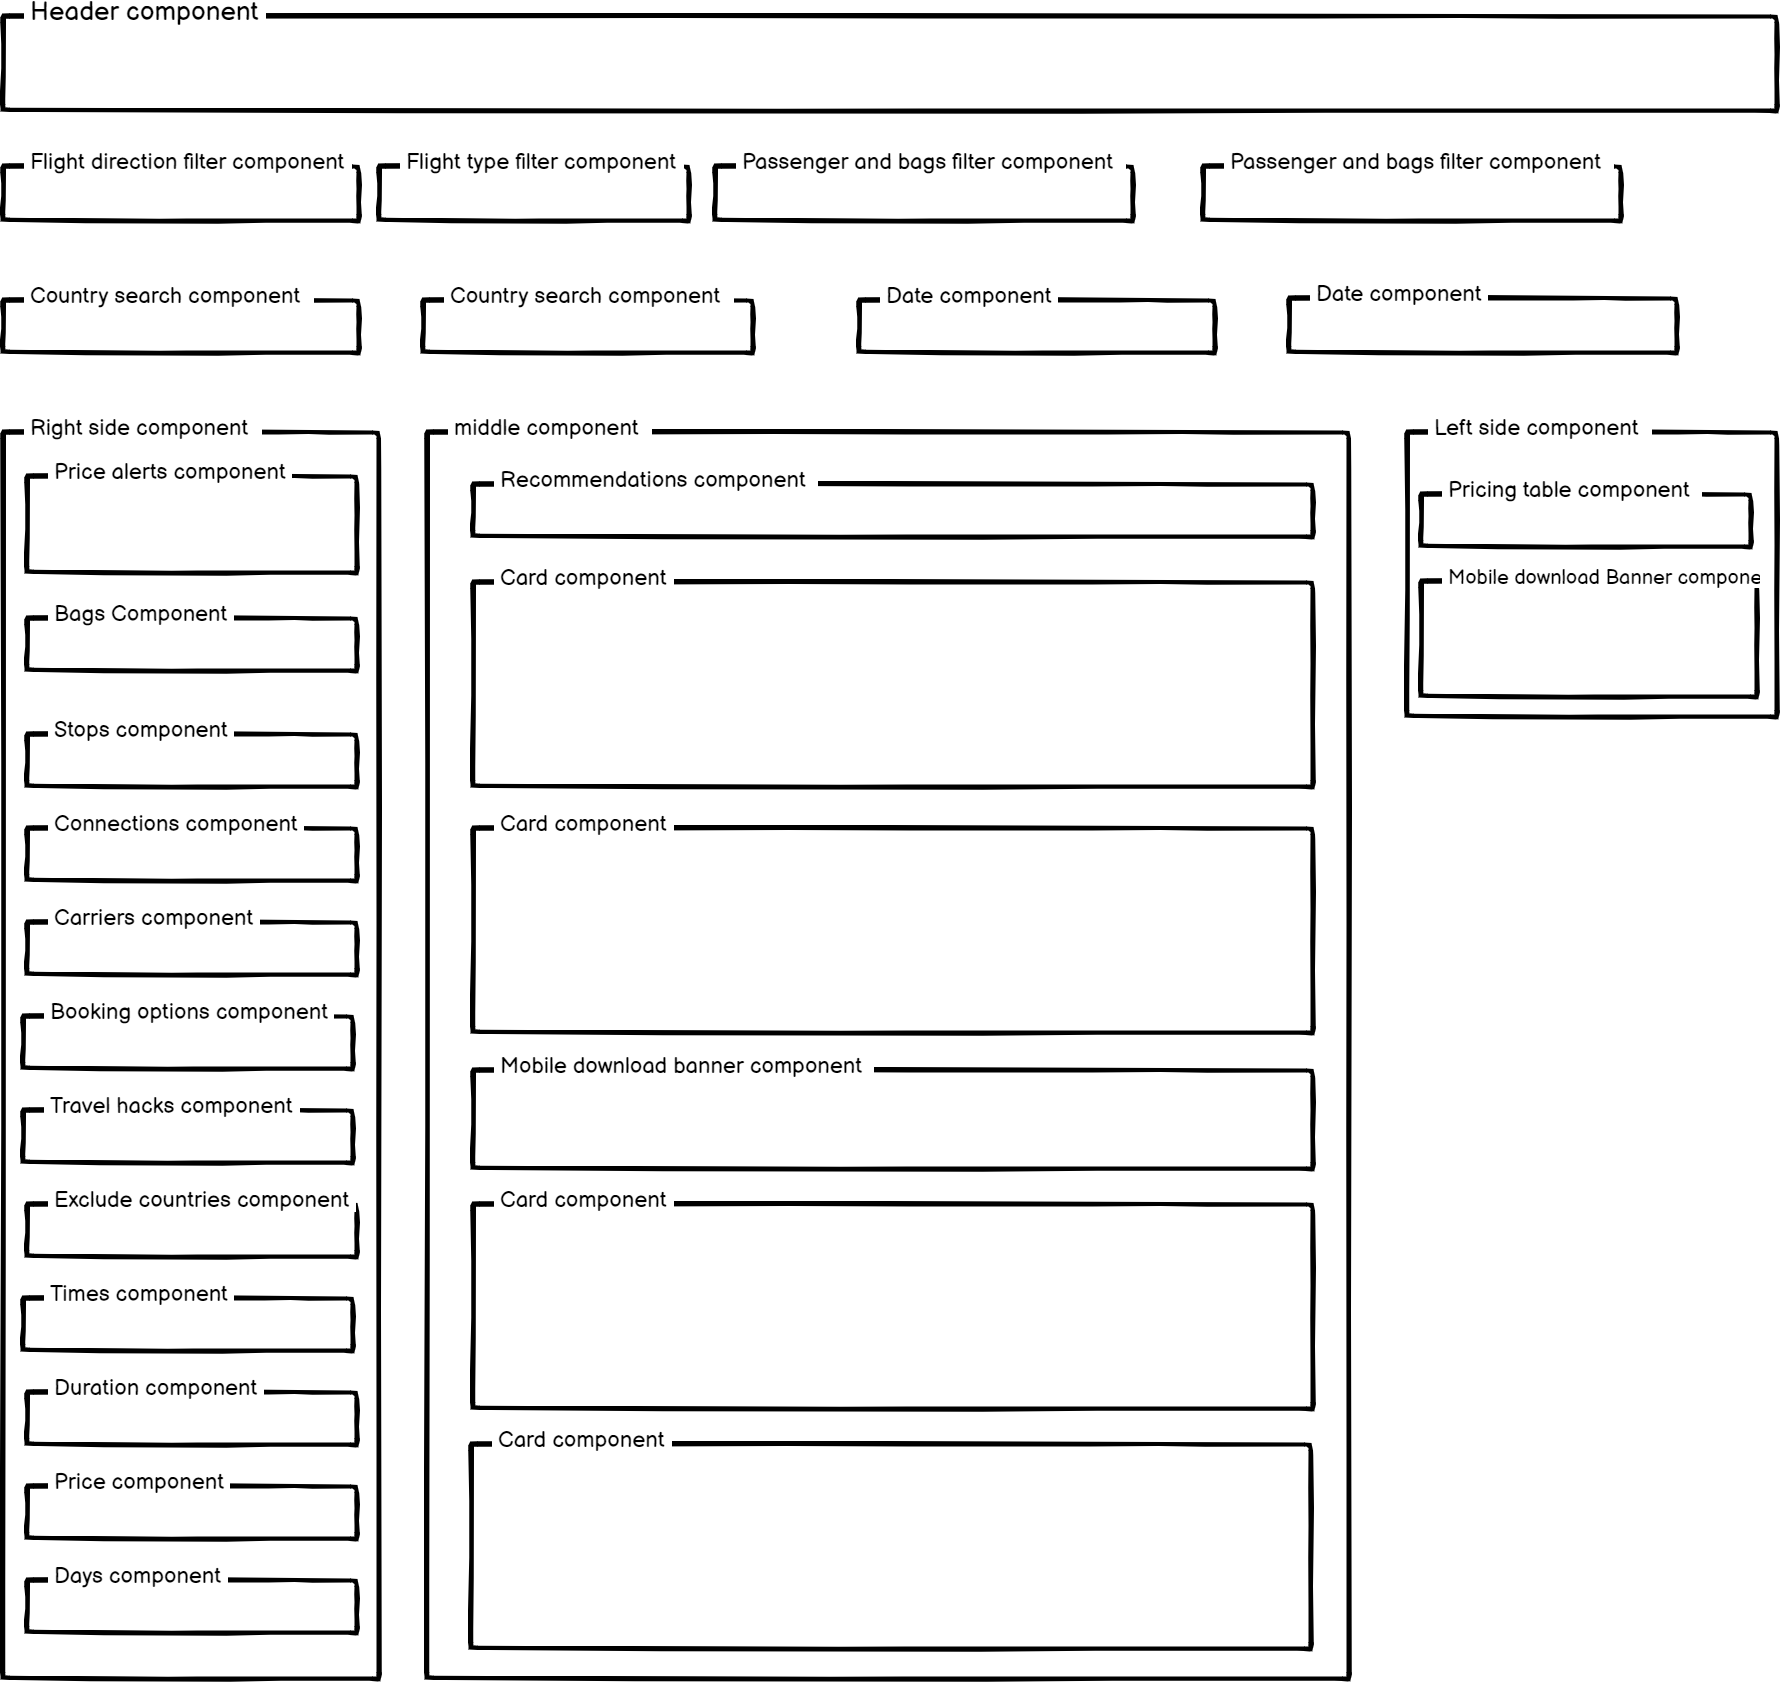 Header component
Flight direction filter component
Flight type filter component
Passenger and bags filter component
Passenger and bags filter component
Country search component
Country search component
Date component
Date component
Right side component
Price alerts component
Bags Component
Stops component
Connections component
Carriers component
Booking options component
Travel hacks component
Exclude countries component
Times component
Duration component
Price component
Days component
middle component
Recommendations component
Card component
Card component
Mobile download banner component
Card component
Card component
Left side component
Pricing table component
Mobile download Banner compone